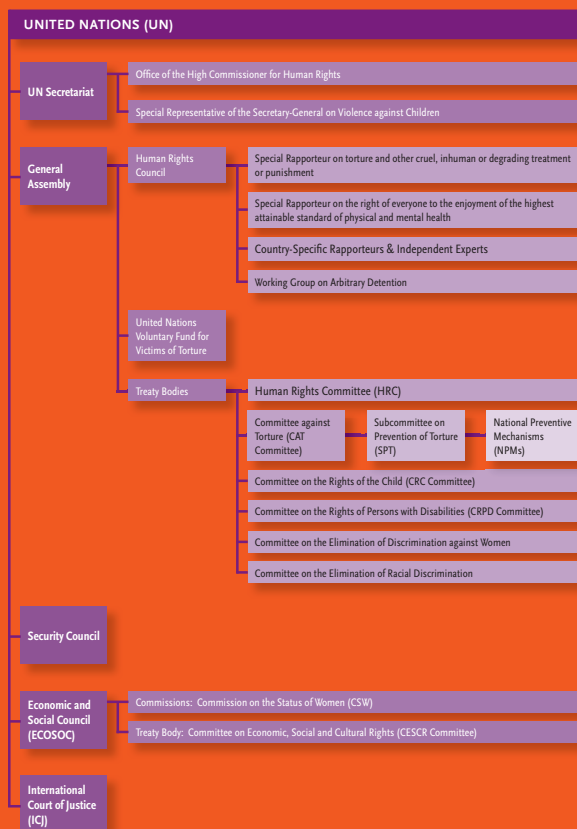 UNITED NATIONS (UN)
UN Secretariat
Office of the High Commissioner for Human Rights
Special Representative of the Secretary-General on Violence against Children
General
Assembly
Human Rights
Council
Special Rapporteur on torture and other cruel, inhuman or degrading treatment
or punishment
Special Rapporteur on the right of everyone to the enjoyment of the highest
attainable standard of physical and mental health
Country-Specific Rapporteurs & Independent Experts
Working Group on Arbitrary Detention
United Nations
Voluntary Fund for
Victims of Torture
Treaty Bodies
Human Rights Committee (HRC)
Committee against
Torture (CAT
Committee)
Subcommittee on
Prevention of Torture
(SPT)
National Preventive
Mechanisms
(NPMs)
Committee on the Rights of the Child (CRC Committee)
Committee on the Rights of Persons with Disabilities (CRPD Committee)
Committee on the Elimination of Discrimination against Women
Committee on the Elimination of Racial Discrimination
Security Council
Economic and
Social Council
(ECOSOC)
Commissions: Commission on the Status of Women (CSW)
Treaty Body: Committee on Economic, Social and Cultural Rights (CESCR Committee)
International
Court of Justice
(ICJ)